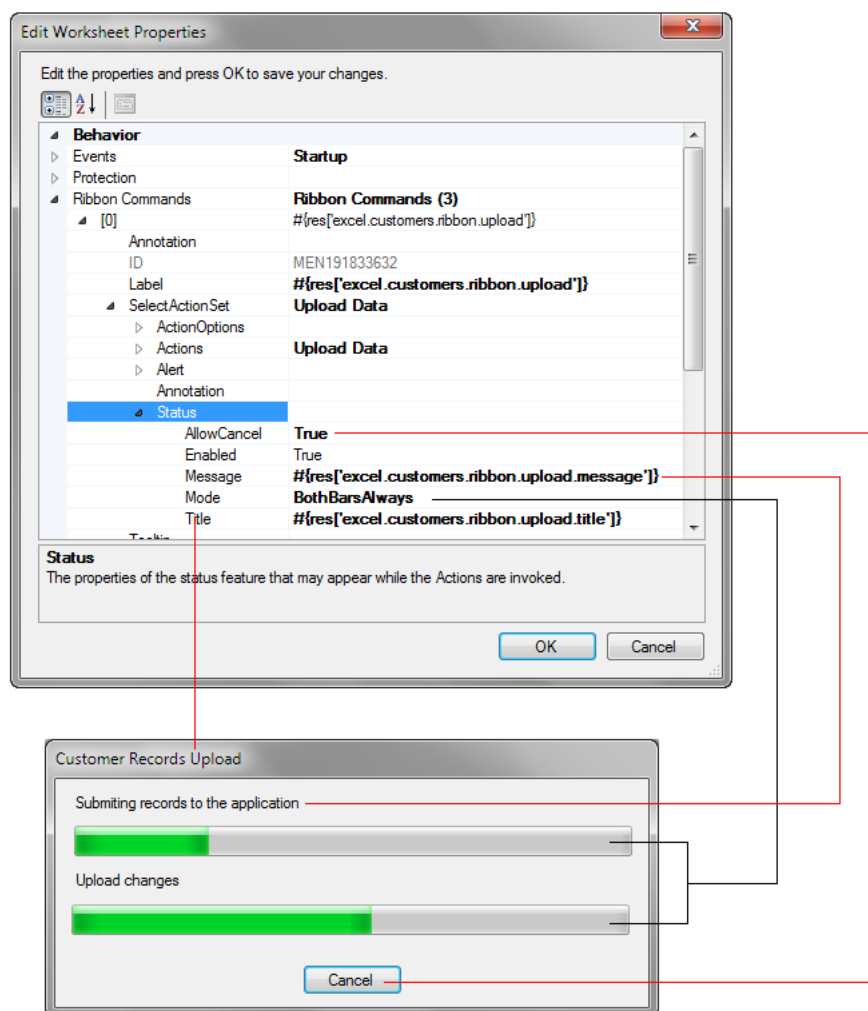 Edit Worksheet Properties
Edit the properties and press OK to save your changes.
Behavior
Events Startup
Protection
Ribbon Commands Ribbon Commands (3)
[0] #{res['excel.customers.ribbon.upload']}
Annotation
ID MEN191833632
Label #{res['excel.customers.ribbon.upload']}
SelectActionSet Upload Data
ActionOptions
Actions Upload Data
Alert
Annotation
Status
AllowCancel True
Enabled True
Message #{res['excel.customers.ribbon.upload.message']}
Mode BothBarsAlways
Title #{res['excel.customers.ribbon.upload.title']}
Status
The properties of the status feature that may appear while the Actions are invoked.
OK Cancel
Customer Records Upload
Submiting records to the application
Upload changes
Cancel